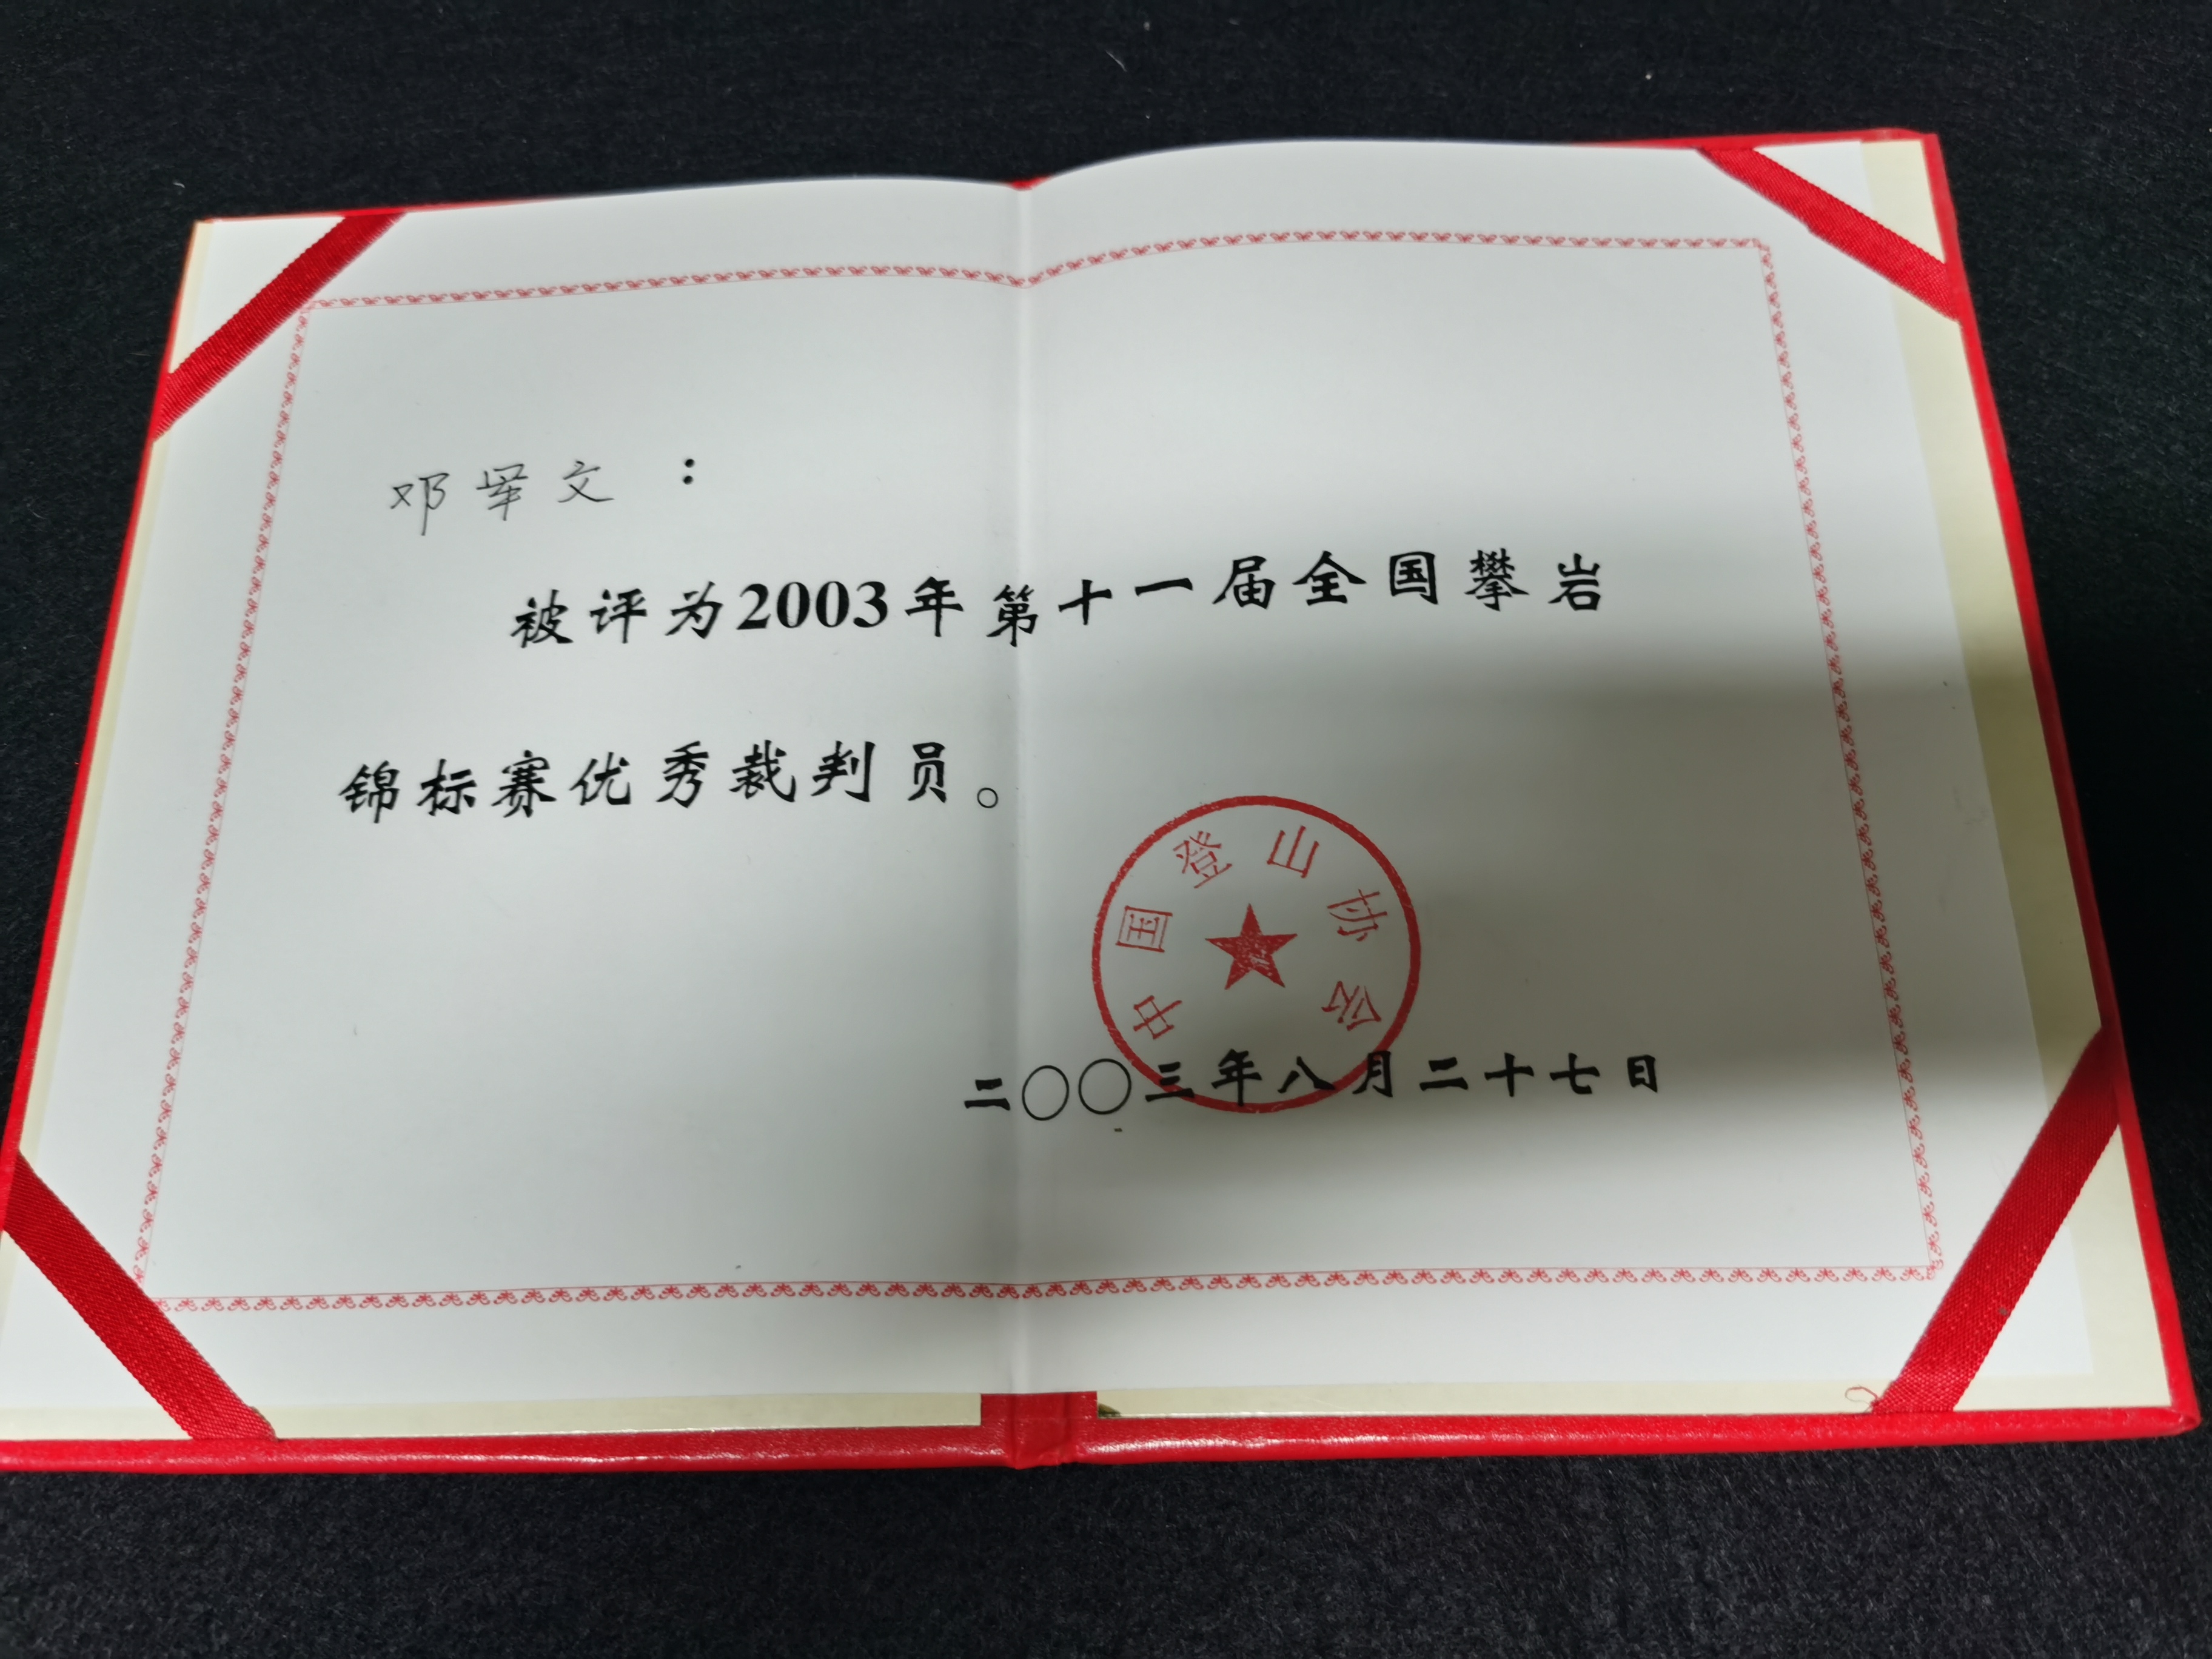 邓荦文：
被评为2003年第十一届全国攀岩
锦标赛优秀裁判员。
中国登山协会
二〇〇三年八月二十七日